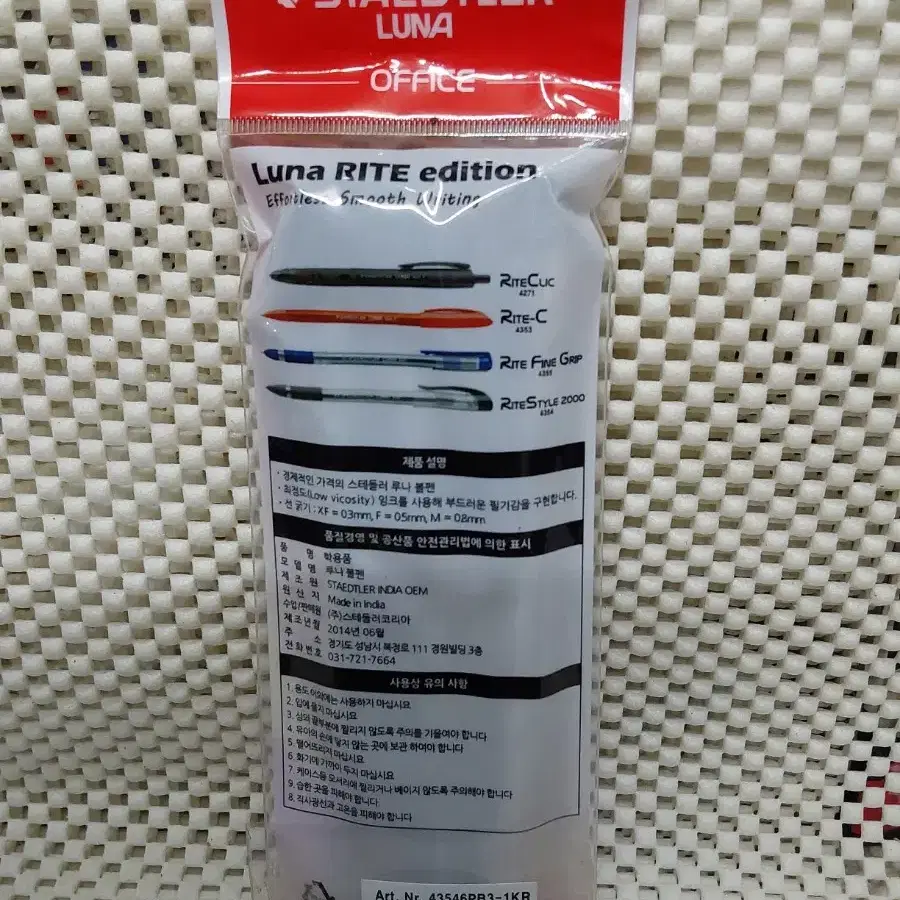 STAEDTLER
LUNA
OFFICE
Luna RITE edition
Effortless Smooth Writing
RITECLIC
4271
RITE-C
4353
RITE FINE GRIP
4351
RITESTYLE 2000
4354
제품 설명
· 경제적인 가격의 스테들러 루나 볼펜
· 최점도(Low vicosity) 잉크를 사용해 부드러운 필기감을 구현합니다.
· 선 굵기 : XF = 0.3mm, F = 0.5mm, M = 0.8mm
품질경영 및 공산품 안전관리법에 의한 표시
품 명 학용품
모 델 명 루나 볼펜
제 조 원 STAEDTLER INDIA OEM
원 산 지 Made in India
수입/판매원 (주)스테들러코리아
제조년월 2014년 06월
주 소 경기도 성남시 복정로 111 경원빌딩 3층
전화번호 031-721-7664
사용상 유의 사항
1. 용도 이외에는 사용하지 마십시요
2. 입에 물지 마십시요
3. 심의 끝부분에 찔리지 않도록 주의를 기울여야 합니다
4. 유아의 손에 닿지 않는 곳에 보관 하여야 합니다
5. 떨어뜨리지 마십시요
6. 화기에 가까이 두지 마십시요
7. 케이스등 모서리에 찔리거나 베이지 않도록 주의해야 합니다
9. 습한 곳을 피해야 합니다.
8. 직사광선과 고온을 피해야 합니다
Art. Nr. 43546PB3-1KR